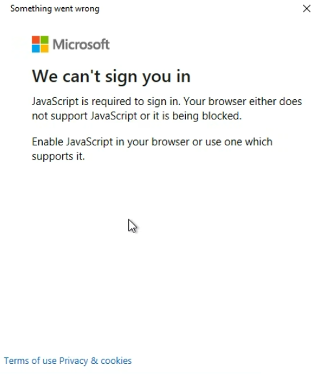 Something went wrong
Microsoft
We can't sign you in
JavaScript is required to sign in. Your browser either does
not support JavaScript or it is being blocked.
Enable JavaScript in your browser or use one which
supports it.
Terms of use Privacy & cookies